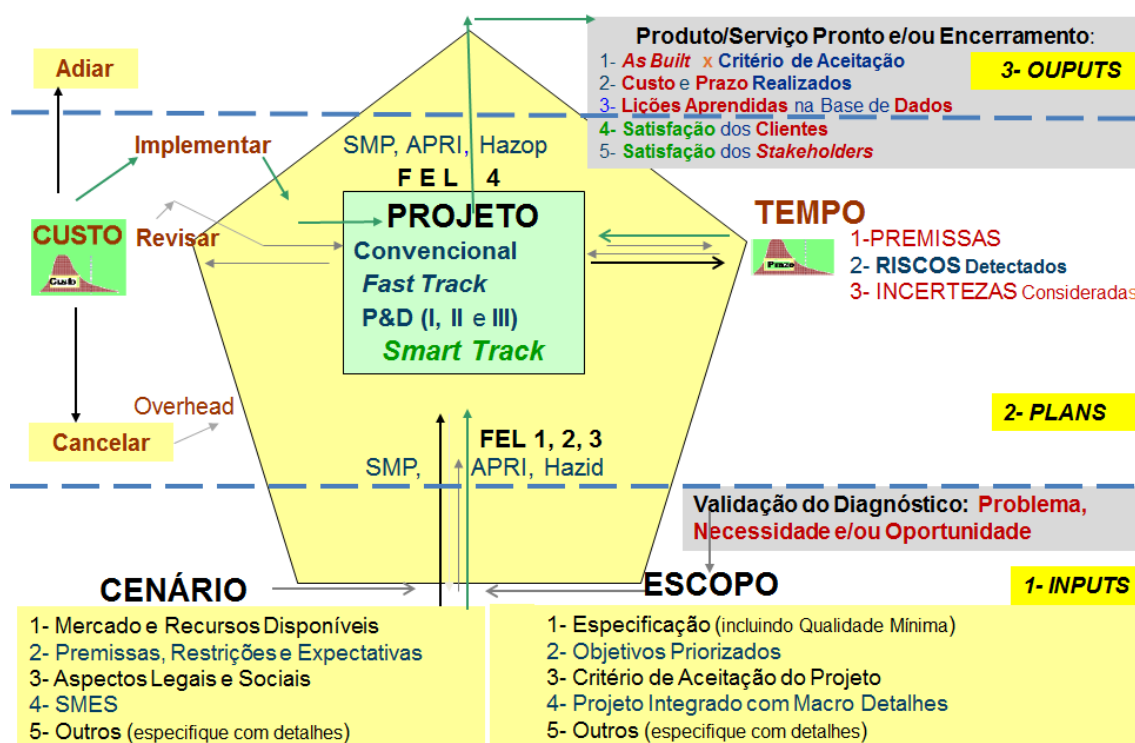 Produto/Serviço Pronto e/ou Encerramento:
1- As Built x Critério de Aceitação
2- Custo e Prazo Realizados
3- Lições Aprendidas na Base de Dados
4- Satisfação dos Clientes
5- Satisfação dos Stakeholders
3- OUPUTS
Adiar
Implementar
SMP, APRI, Hazop
FEL 4
PROJETO
Convencional
Fast Track
P&D (I, II e III)
Smart Track
CUSTO
Custo
Revisar
TEMPO
Prazo
1-PREMISSAS
2- RISCOS Detectados
3- INCERTEZAS Consideradas
Overhead
Cancelar
2- PLANS
FEL 1, 2, 3
SMP, APRI, Hazid
Validação do Diagnóstico: Problema,
Necessidade e/ou Oportunidade
1- INPUTS
CENÁRIO
1- Mercado e Recursos Disponíveis
2- Premissas, Restrições e Expectativas
3- Aspectos Legais e Sociais
4- SMES
5- Outros (especifique com detalhes)
ESCOPO
1- Especificação (incluindo Qualidade Mínima)
2- Objetivos Priorizados
3- Critério de Aceitação do Projeto
4- Projeto Integrado com Macro Detalhes
5- Outros (especifique com detalhes)